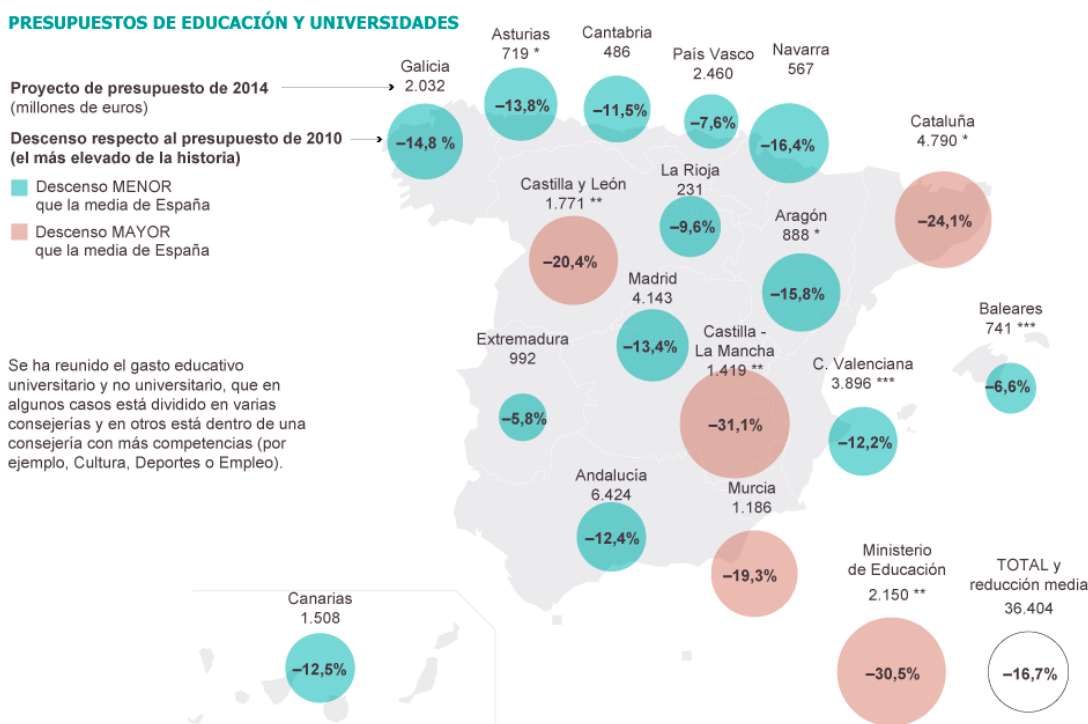 PRESUPUESTOS DE EDUCACIÓN Y UNIVERSIDADES
Proyecto de presupuesto de 2014
(millones de euros)
Descenso respecto al presupuesto de 2010
(el más elevado de la historia)
Descenso MENOR
que la media de España
Descenso MAYOR
que la media de España
Se ha reunido el gasto educativo
universitario y no universitario, que en
algunos casos está dividido en varias
consejerías y en otros está dentro de una
consejería con más competencias (por
ejemplo, Cultura, Deportes o Empleo).
Galicia
2.032
–14,8 %
Asturias
719 *
–13,8%
Cantabria
486
–11,5%
País Vasco
2.460
–7,6%
Navarra
567
–16,4%
Cataluña
4.790 *
–24,1%
Castilla y León
1.771 **
–20,4%
La Rioja
231
–9,6%
Aragón
888 *
–15,8%
Madrid
4.143
–13,4%
Baleares
741 ***
–6,6%
Extremadura
992
–5,8%
Castilla -
La Mancha
1.419 **
–31,1%
C. Valenciana
3.896 ***
–12,2%
Andalucía
6.424
–12,4%
Murcia
1.186
–19,3%
Canarias
1.508
–12,5%
Ministerio
de Educación
2.150 **
–30,5%
TOTAL y
reducción media
36.404
–16,7%